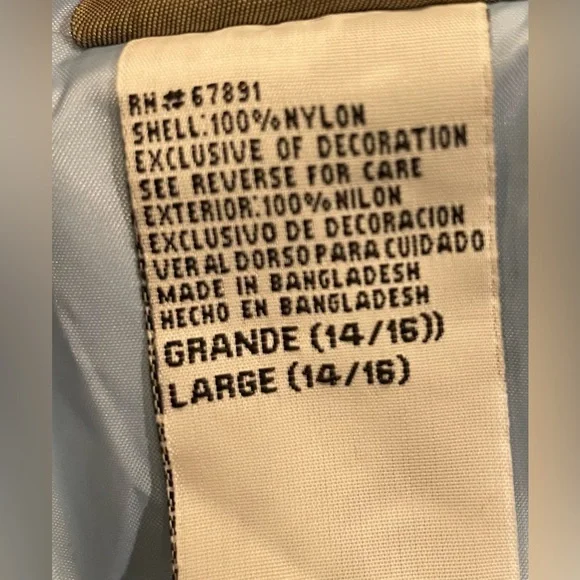 RN # 67891
SHELL:100%NYLON
EXCLUSIVE OF DECORATION
SEE REVERSE FOR CARE
EXTERIOR:100%NILON
EXCLUSIVO DE DECORACION
VER AL DORSO PARA CUIDADO
MADE IN BANGLADESH
HECHO EN BANGLADESH
GRANDE (14/16))
LARGE (14/16)